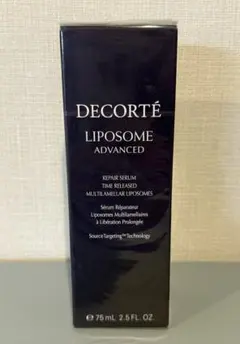 DECORTÉ
LIPOSOME
ADVANCED
REPAIR SERUM
TIME RELEASED
MULTILAMELLAR LIPOSOMES
Sérum Réparateur
Liposomes Multilamellaires
à Libération Prolongée
SourceTargeting™ Technology
e 75 mL 2.5 FL. OZ.